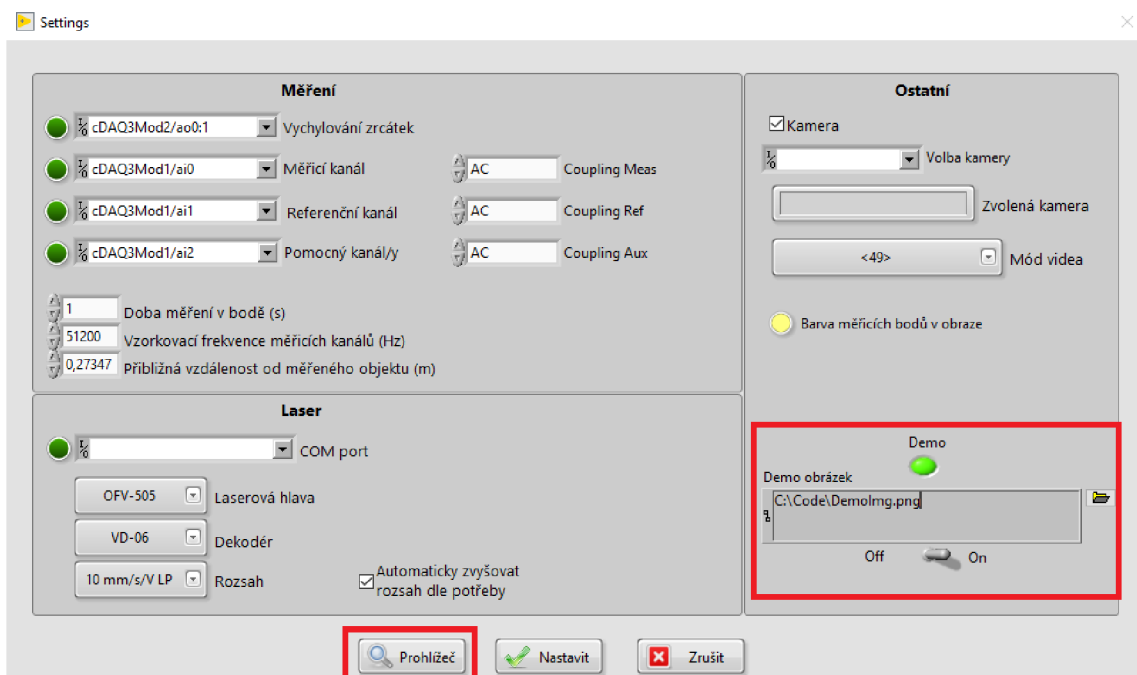 Settings
Měření
cDAQ3Mod2/ao0:1 Vychylování zrcátek
cDAQ3Mod1/ai0 Měřicí kanál AC Coupling Meas
cDAQ3Mod1/ai1 Referenční kanál AC Coupling Ref
cDAQ3Mod1/ai2 Pomocný kanál/y AC Coupling Aux
1 Doba měření v bodě (s)
51200 Vzorkovací frekvence měřicích kanálů (Hz)
0,27347 Přibližná vzdálenost od měřeného objektu (m)
Laser
COM port
OFV-505 Laserová hlava
VD-06 Dekodér
10 mm/s/V LP Rozsah
Automaticky zvyšovat
rozsah dle potřeby
Ostatní
Kamera
Volba kamery
Zvolená kamera
<49> Mód videa
Barva měřicích bodů v obraze
Demo
Demo obrázek
C:\Code\DemoImg.png
Off On
Prohlížeč Nastavit Zrušit